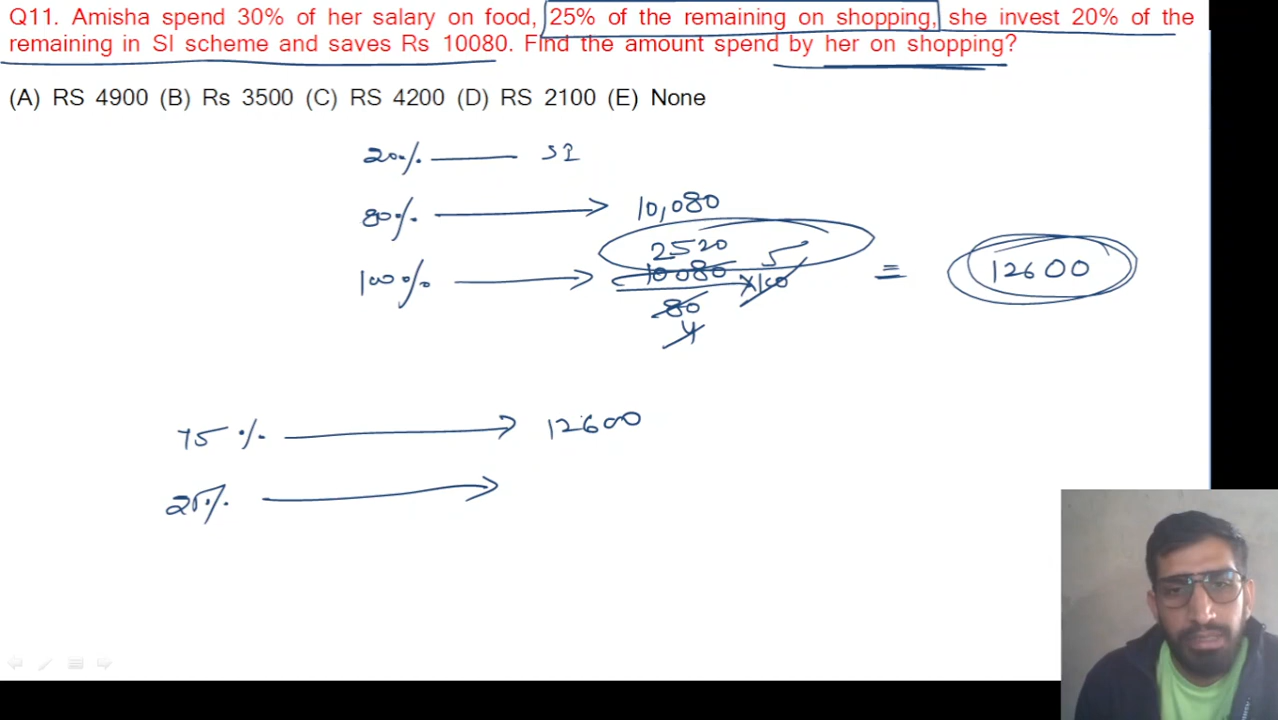 Q11. Amisha spend 30% of her salary on food, 25% of the remaining on shopping, she invest 20% of the
remaining in SI scheme and saves Rs 10080. FInd the amount spend by her on shopping?
(A) RS 4900 (B) Rs 3500 (C) RS 4200 (D) RS 2100 (E) None
20% SI
80% 10,080
2520 5
100% 10080 x100 = 12600
80
4
75% 12600
25%